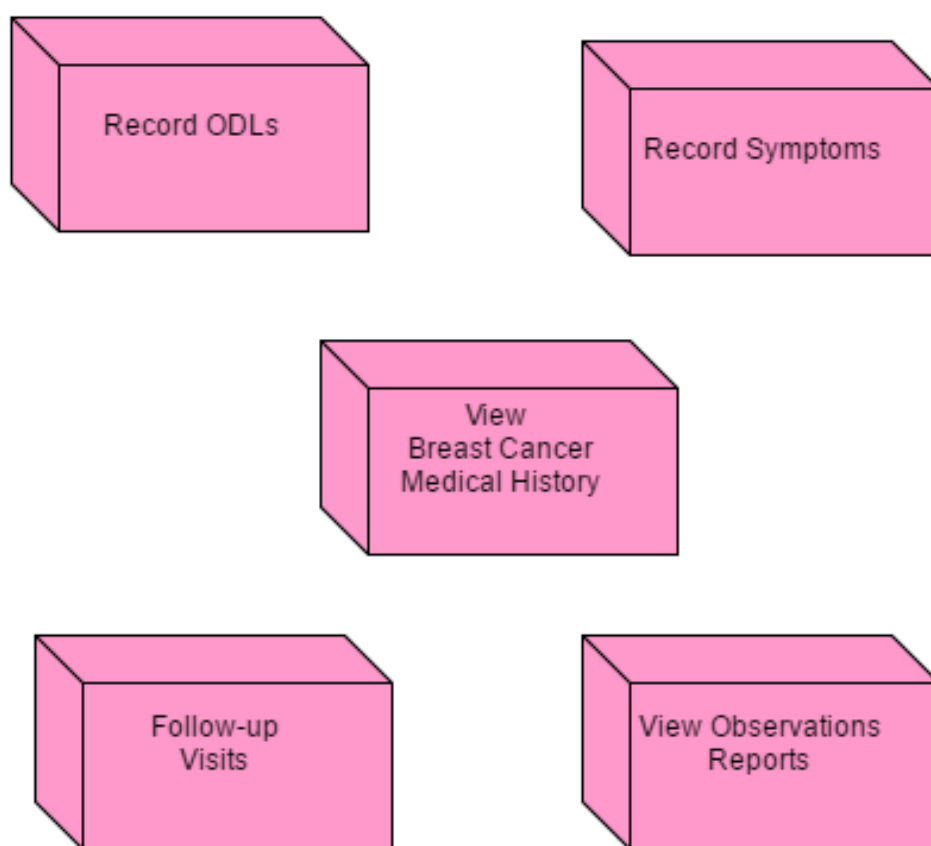 Record ODLs
Record Symptoms
View
Breast Cancer
Medical History
Follow-up
Visits
View Observations
Reports